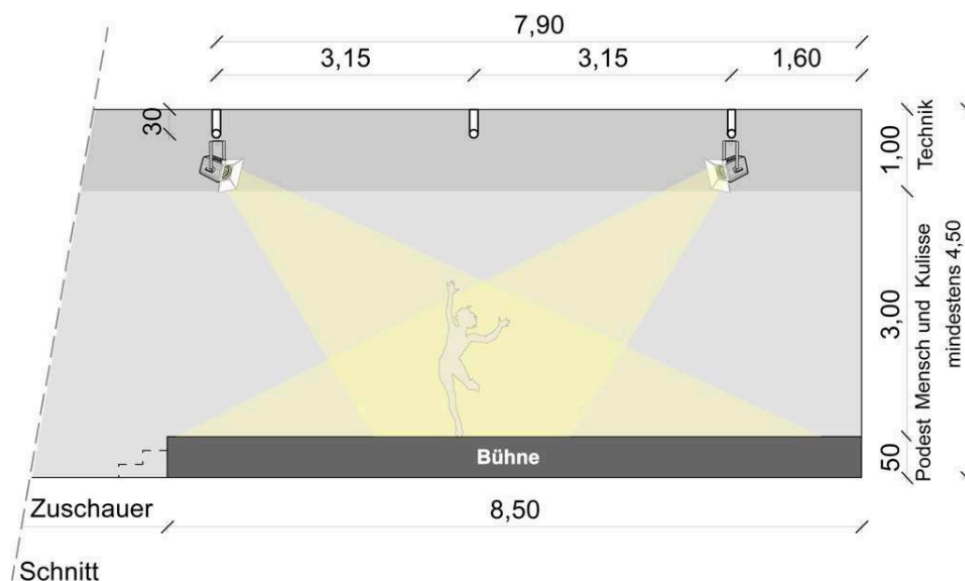 7,90
3,15 3,15 1,60
30
1,00
Technik
3,00
Mensch und Kulisse
mindestens 4,50
50
Podest
Bühne
Zuschauer
8,50
Schnitt